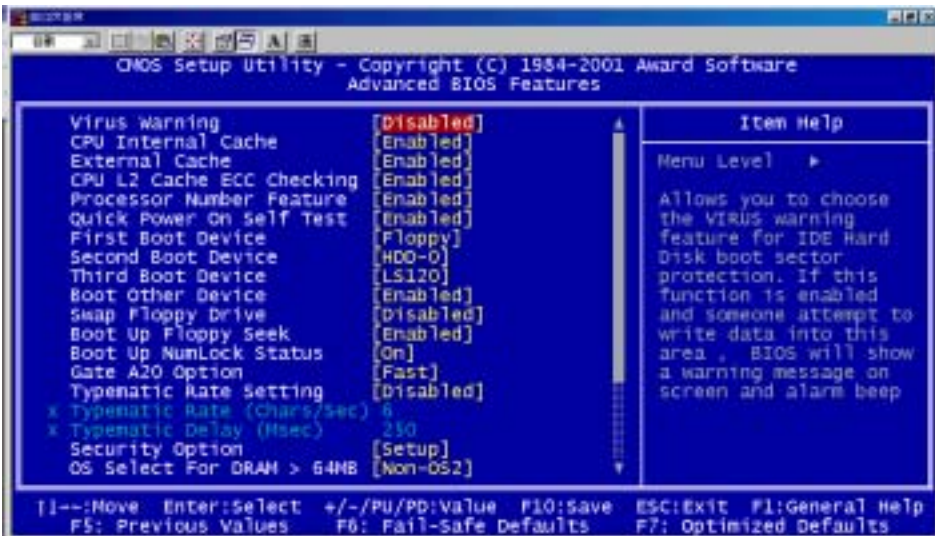 CMOS Setup Utility - Copyright (C) 1984-2001 Award Software
Advanced BIOS Features
Virus Warning [Disabled]
CPU Internal Cache [Enabled]
External Cache [Enabled]
CPU L2 Cache ECC Checking [Enabled]
Processor Number Feature [Enabled]
Quick Power On Self Test [Enabled]
First Boot Device [Floppy]
Second Boot Device [HDD-0]
Third Boot Device [LS120]
Boot Other Device [Enabled]
Swap Floppy Drive [Disabled]
Boot Up Floppy Seek [Enabled]
Boot Up NumLock Status [On]
Gate A20 Option [Fast]
Typematic Rate Setting [Disabled]
x Typematic Rate (Chars/Sec) 6
x Typematic Delay (Msec) 250
Security Option [Setup]
OS Select For DRAM > 64MB [Non-OS2]
Item Help
Menu Level ▸
Allows you to choose
the VIRUS warning
feature for IDE Hard
Disk boot sector
protection. If this
function is enabled
and someone attempt to
write data into this
area , BIOS will show
a warning message on
screen and alarm beep
↑↓→←:Move Enter:Select +/-/PU/PD:Value F10:Save ESC:Exit F1:General Help
F5: Previous Values F6: Fail-Safe Defaults F7: Optimized Defaults